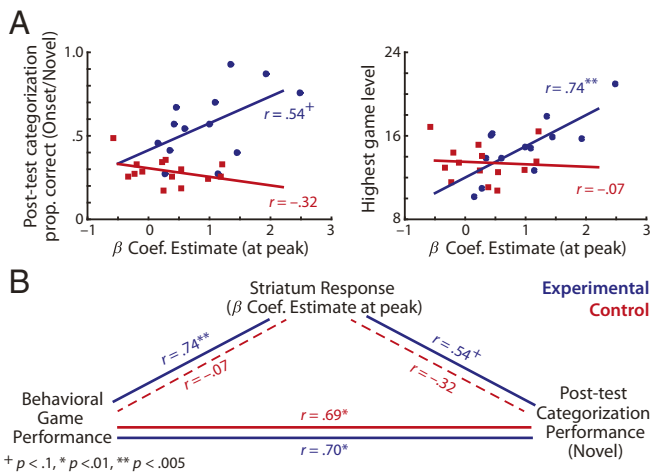 A
Post-test categorization
prop. correct (Onset/Novel)
1.0
.5
0
−1 0 1 2 3
β Coef. Estimate (at peak)
r = .54+
r = −.32
Highest game level
24
16
8
−1 0 1 2 3
β Coef. Estimate (at peak)
r = .74**
r = −.07
B
Striatum Response
(β Coef. Estimate at peak)
Experimental
Control
r = .74**
r = −.07
r = .54+
r = −.32
Behavioral
Game
Performance
r = .69*
r = .70*
Post-test
Categorization
Performance
(Novel)
+ p < .1, * p <.01, ** p < .005